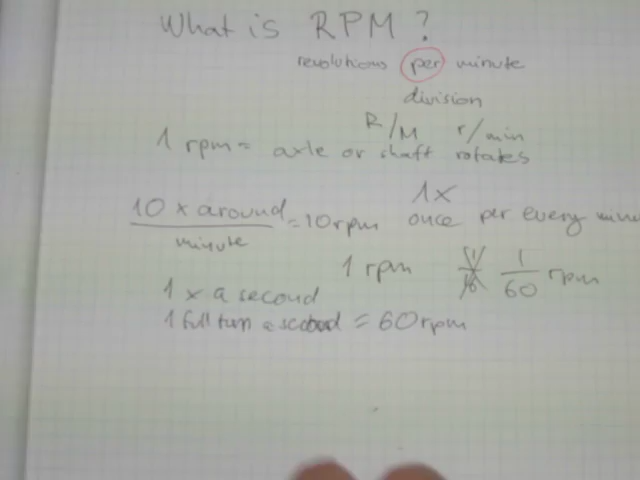 What is RPM?
revolutions per minute
division
R/M r/min
1 rpm = axle or shaft rotates
1x
10 x around = 10 rpm once per every
minute
1 rpm 1/60 rpm
1 x a second
1 full turn a second = 60 rpm